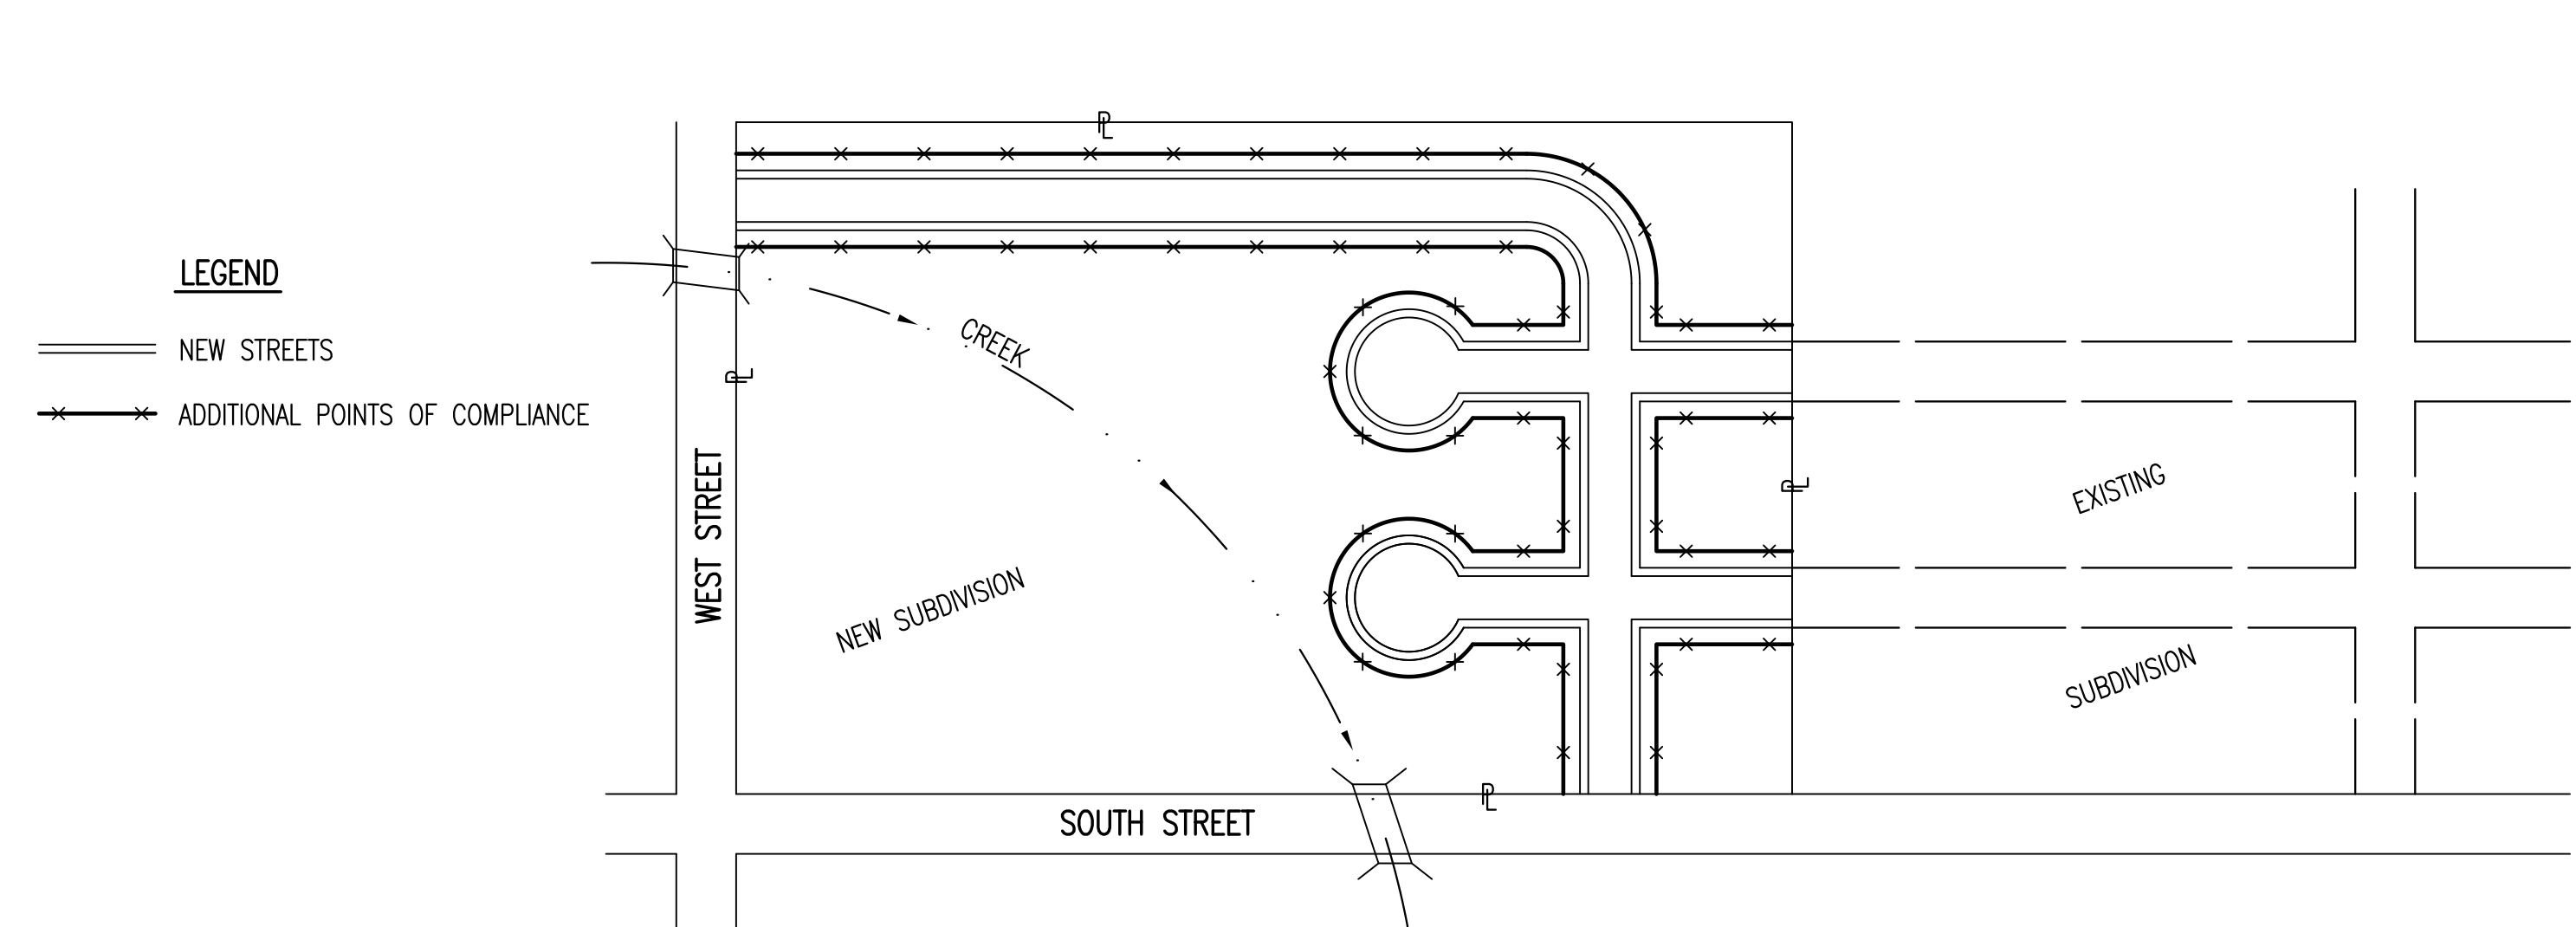 PL
LEGEND
NEW STREETS
ADDITIONAL POINTS OF COMPLIANCE
CREEK
PL
WEST STREET
NEW SUBDIVISION
PL
EXISTING
SUBDIVISION
SOUTH STREET
PL